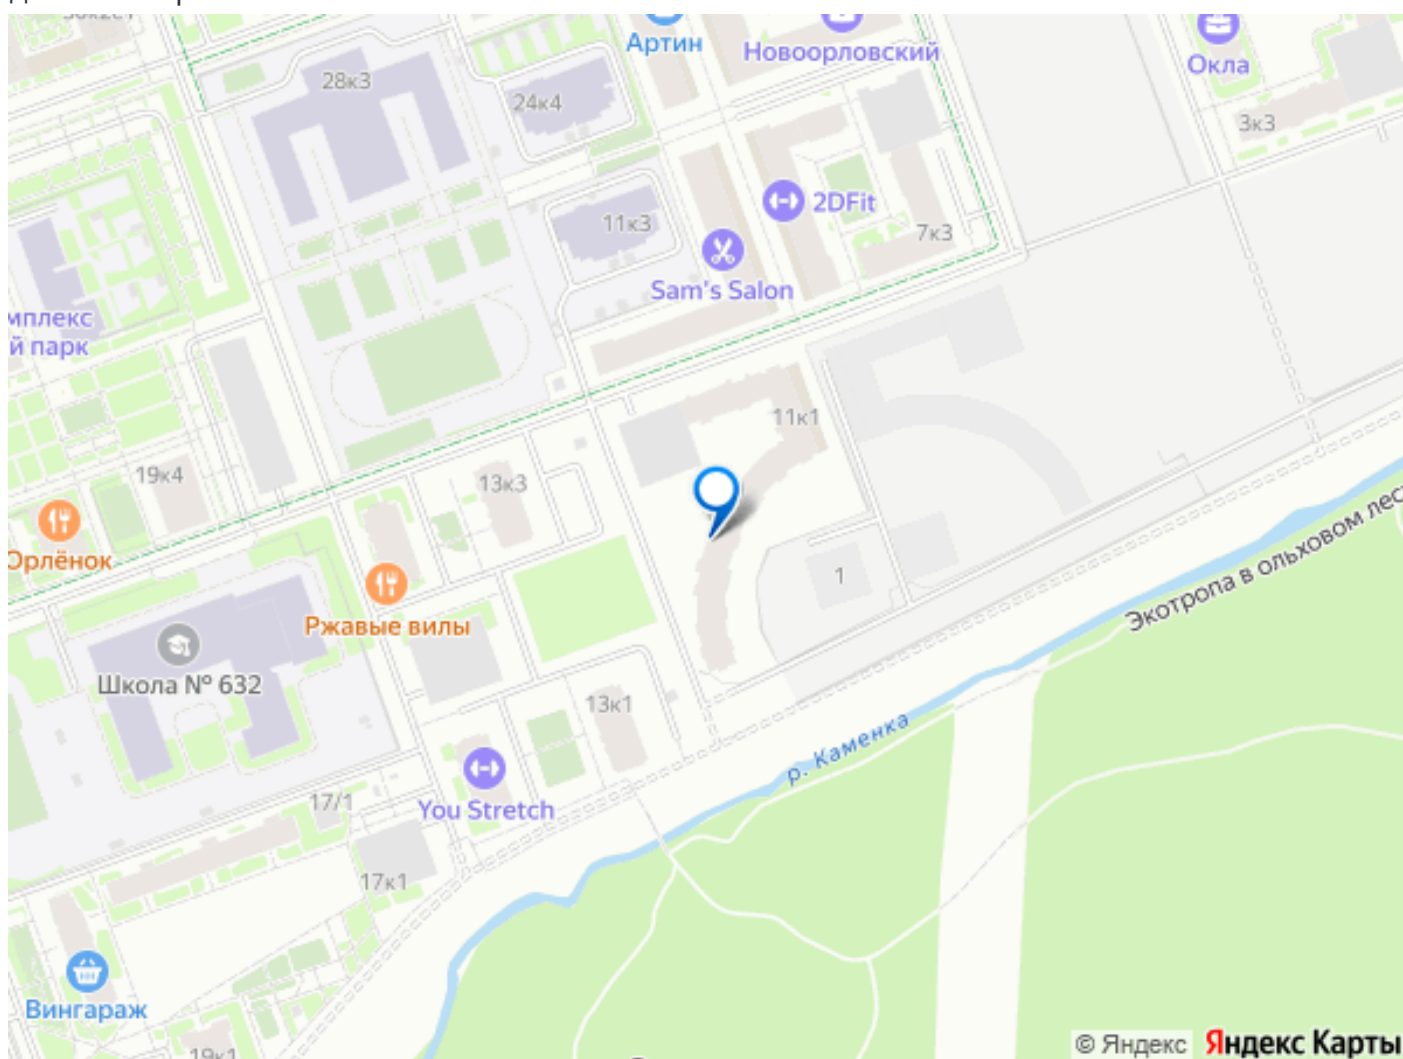 Артин
Новоорловский
Окла
28к3
24к4
3к3
11к3
2DFit
7к3
Sam's Salon
мплекс
й парк
11к1
19к4
13к3
Орлёнок
Ржавые вилы
1
Экотропа в ольховом лес
Школа № 632
13к1
р. Каменка
17/1
You Stretch
17к1
Вингараж
19к1
© Яндекс Яндекс Карты